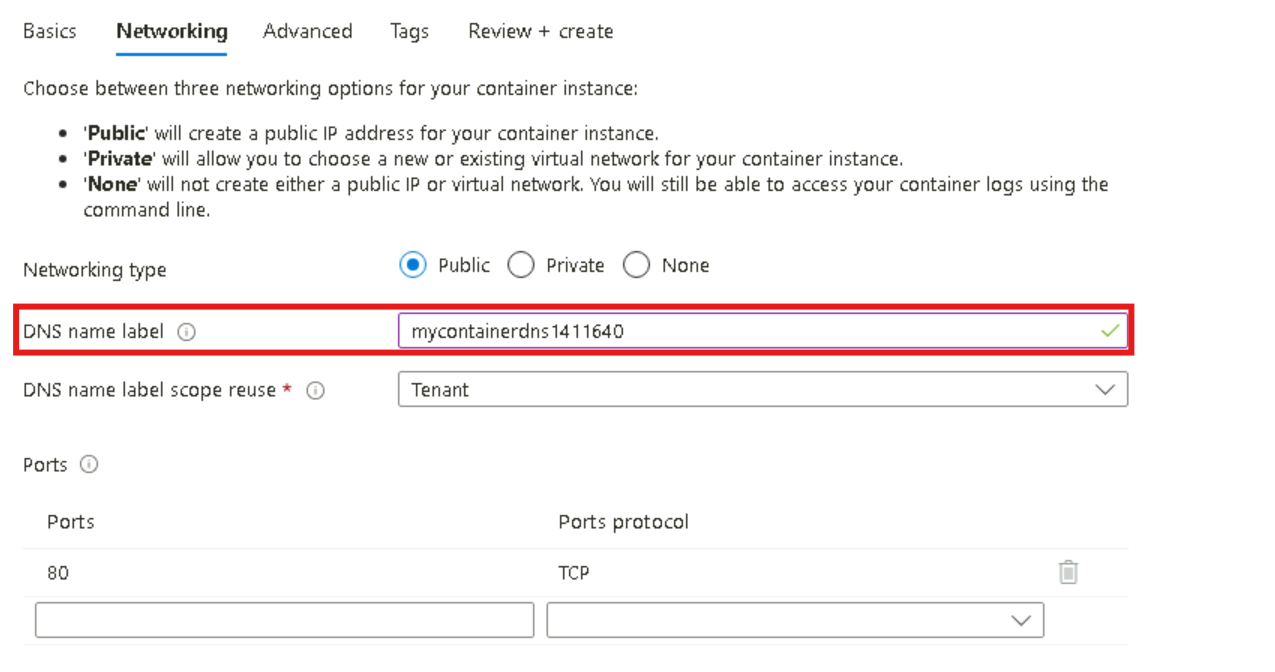 Basics Networking Advanced Tags Review + create
Choose between three networking options for your container instance:
• 'Public' will create a public IP address for your container instance.
• 'Private' will allow you to choose a new or existing virtual network for your container instance.
• 'None' will not create either a public IP or virtual network. You will still be able to access your container logs using the
command line.
Networking type Public Private None
DNS name label mycontainerdns1411640
DNS name label scope reuse * Tenant
Ports
Ports Ports protocol
80 TCP